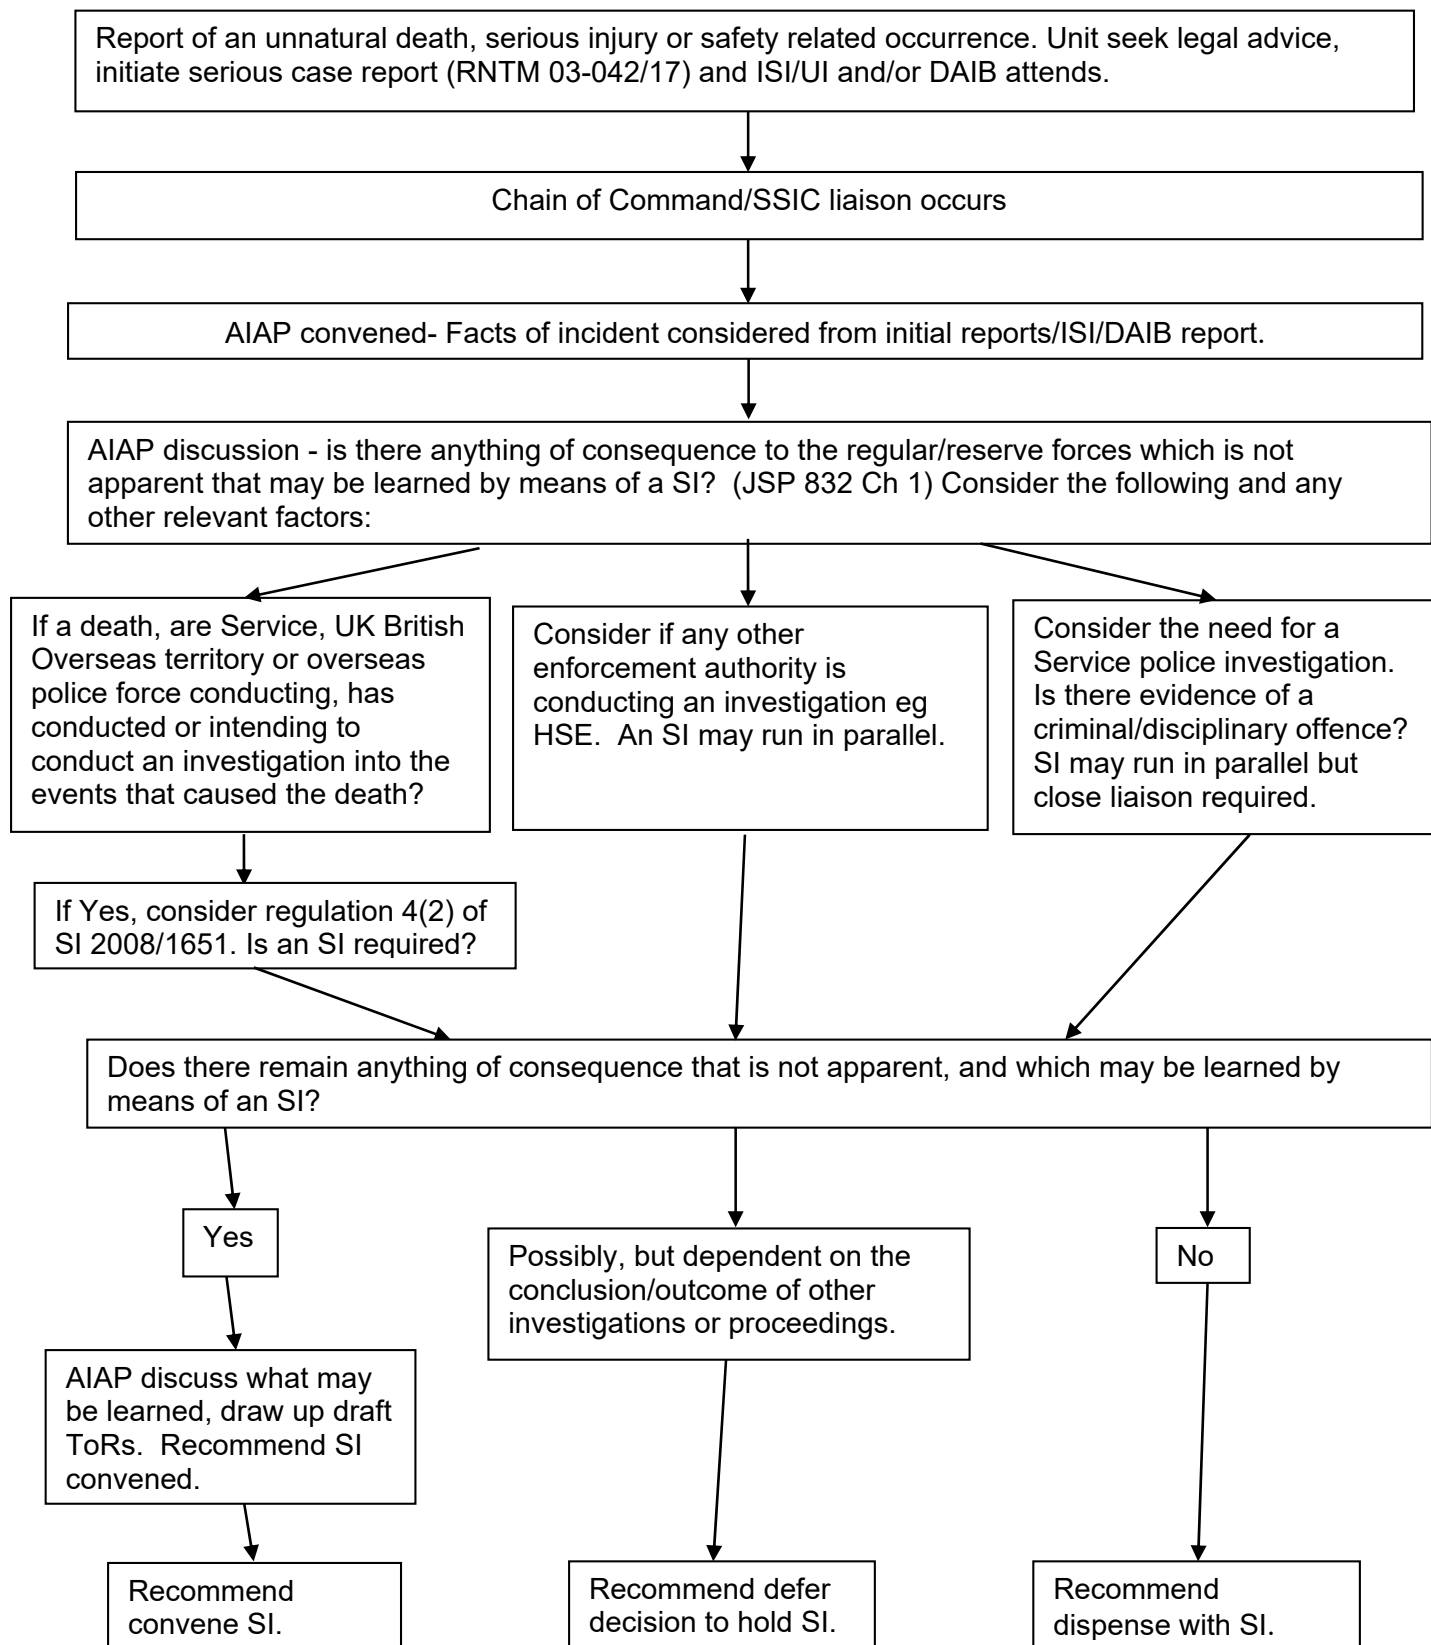 Report of an unnatural death, serious injury or safety related occurrence. Unit seek legal advice,
initiate serious case report (RNTM 03-042/17) and ISI/UI and/or DAIB attends.
Chain of Command/SSIC liaison occurs
AIAP convened- Facts of incident considered from initial reports/ISI/DAIB report.
AIAP discussion - is there anything of consequence to the regular/reserve forces which is not
apparent that may be learned by means of a SI?  (JSP 832 Ch 1) Consider the following and any
other relevant factors:
If a death, are Service, UK British
Overseas territory or overseas
police force conducting, has
conducted or intending to
conduct an investigation into the
events that caused the death?
Consider if any other
enforcement authority is
conducting an investigation eg
HSE.  An SI may run in parallel.
Consider the need for a
Service police investigation.
Is there evidence of a
criminal/disciplinary offence?
SI may run in parallel but
close liaison required.
If Yes, consider regulation 4(2) of
SI 2008/1651. Is an SI required?
Does there remain anything of consequence that is not apparent, and which may be learned by
means of an SI?
Yes
Possibly, but dependent on the
conclusion/outcome of other
investigations or proceedings.
No
AIAP discuss what may
be learned, draw up draft
ToRs.  Recommend SI
convened.
Recommend
convene SI.
Recommend defer
decision to hold SI.
Recommend
dispense with SI.